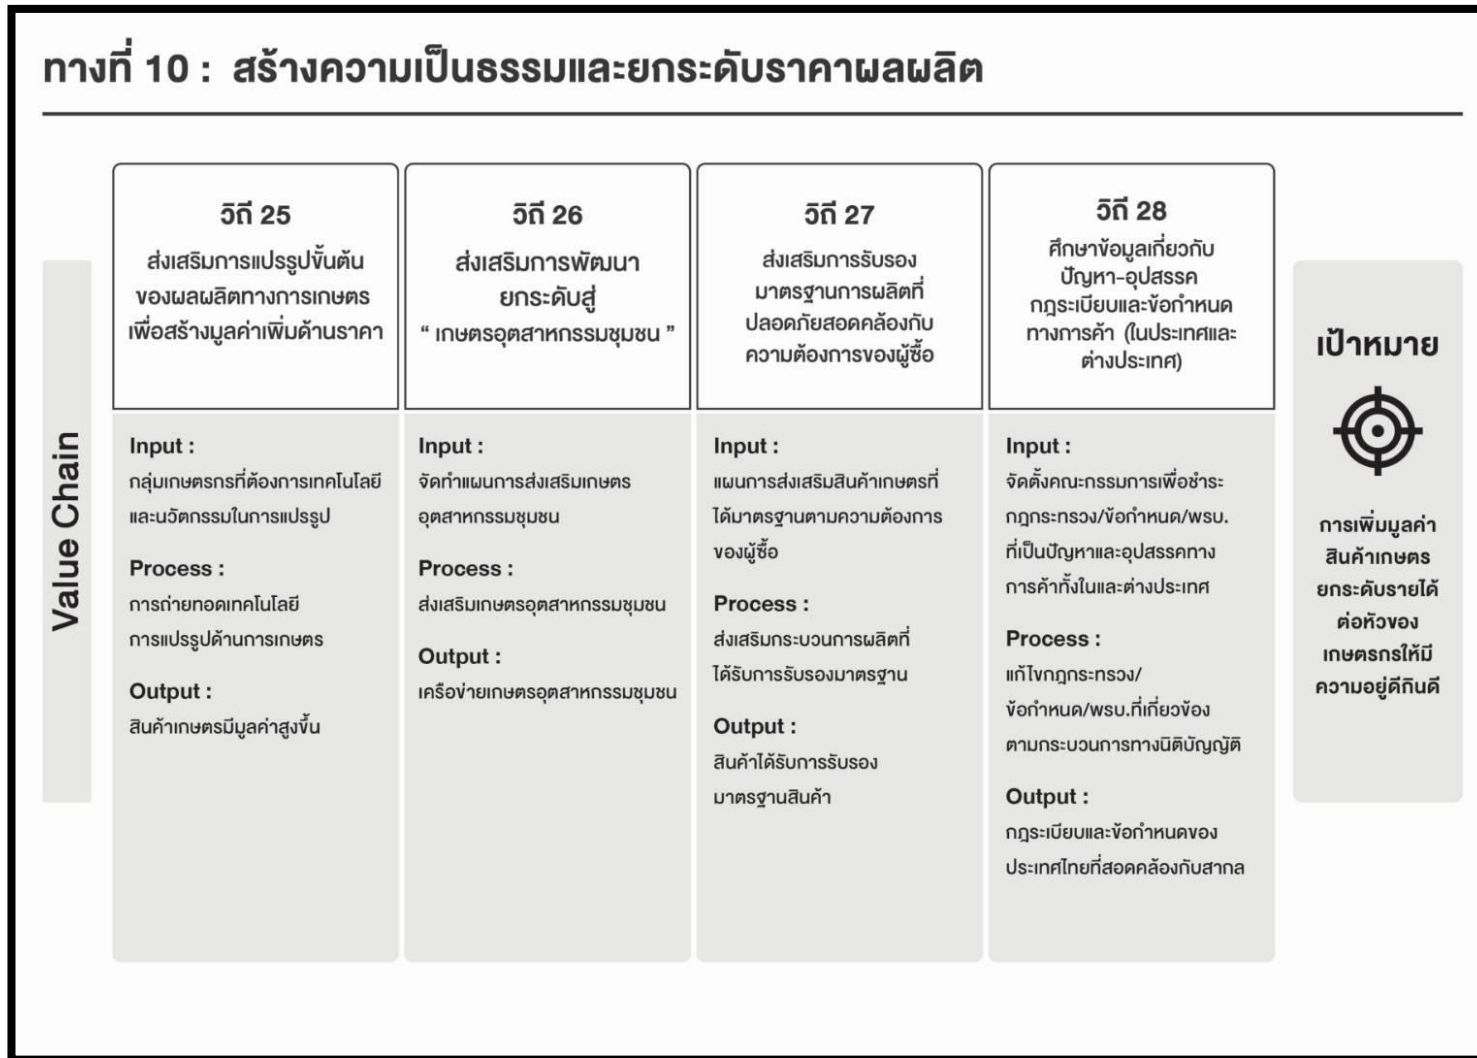 ทางที่ 10 : สร้างความเป็นธรรมและยกระดับราคาผลผลิต
Value Chain
วิถี 25
ส่งเสริมการแปรรูปขั้นต้น
ของผลผลิตทางการเกษตร
เพื่อสร้างมูลค่าเพิ่มด้านราคา
Input :
กลุ่มเกษตรกรที่ต้องการเทคโนโลยี
และนวัตกรรมในการแปรรูป
Process :
การถ่ายทอดเทคโนโลยี
การแปรรูปด้านการเกษตร
Output :
สินค้าเกษตรมีมูลค่าสูงขึ้น
วิถี 26
ส่งเสริมการพัฒนา
ยกระดับสู่
“ เกษตรอุตสาหกรรมชุมชน ”
Input :
จัดทำแผนการส่งเสริมเกษตร
อุตสาหกรรมชุมชน
Process :
ส่งเสริมเกษตรอุตสาหกรรมชุมชน
Output :
เครือข่ายเกษตรอุตสาหกรรมชุมชน
วิถี 27
ส่งเสริมการรับรอง
มาตรฐานการผลิตที่
ปลอดภัยสอดคล้องกับ
ความต้องการของผู้ซื้อ
Input :
แผนการส่งเสริมสินค้าเกษตรที่
ได้มาตรฐานตามความต้องการ
ของผู้ซื้อ
Process :
ส่งเสริมกระบวนการผลิตที่
ได้รับการรับรองมาตรฐาน
Output :
สินค้าได้รับการรับรอง
มาตรฐานสินค้า
วิถี 28
ศึกษาข้อมูลเกี่ยวกับ
ปัญหา-อุปสรรค
กฎระเบียบและข้อกำหนด
ทางการค้า (ในประเทศและ
ต่างประเทศ)
Input :
จัดตั้งคณะกรรมการเพื่อชำระ
กฎกระทรวง/ข้อกำหนด/พรบ.
ที่เป็นปัญหาและอุปสรรคทาง
การค้าทั้งในและต่างประเทศ
Process :
แก้ไขกฎกระทรวง/
ข้อกำหนด/พรบ.ที่เกี่ยวข้อง
ตามกระบวนการทางนิติบัญญัติ
Output :
กฎระเบียบและข้อกำหนดของ
ประเทศไทยที่สอดคล้องกับสากล
เป้าหมาย
การเพิ่มมูลค่า
สินค้าเกษตร
ยกระดับรายได้
ต่อหัวของ
เกษตรกรให้มี
ความอยู่ดีกินดี